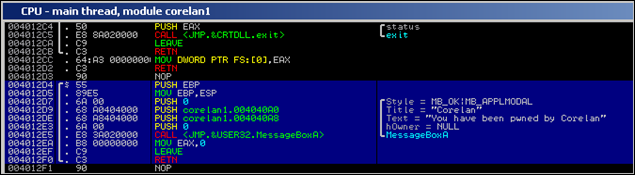 CPU - main thread, module corelan1
004012C4 . 50 PUSH EAX status
004012C5 . E8 8A020000 CALL <JMP.&CRTDLL.exit> exit
004012CA . C9 LEAVE
004012CB . C3 RETN
004012CC . 64:A3 00000000 MOV DWORD PTR FS:[0],EAX
004012D2 . C3 RETN
004012D3 90 NOP
004012D4 $ 55 PUSH EBP
004012D5 . 89E5 MOV EBP,ESP
004012D7 . 6A 00 PUSH 0 Style = MB_OK|MB_APPLMODAL
004012D9 . 68 A0404000 PUSH corelan1.004040A0 Title = "Corelan"
004012DE . 68 A8404000 PUSH corelan1.004040A8 Text = "You have been pwned by Corelan"
004012E3 . 6A 00 PUSH 0 hOwner = NULL
004012E5 . E8 3A020000 CALL <JMP.&USER32.MessageBoxA> MessageBoxA
004012EA . B8 00000000 MOV EAX,0
004012EF . C9 LEAVE
004012F0 . C3 RETN
004012F1 90 NOP